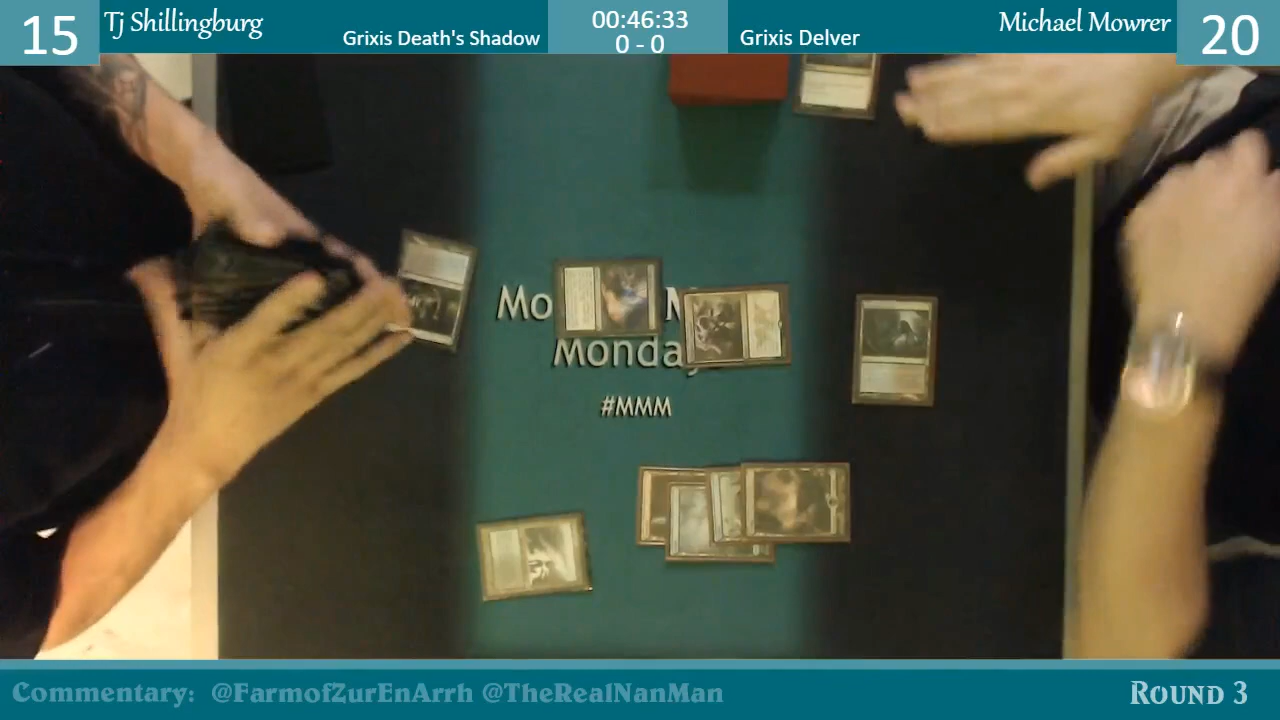 15
Tj Shillingburg
Grixis Death's Shadow
00:46:33
0 - 0
Grixis Delver
Michael Mowrer
20
Mo
Monday
#MMM
Commentary: @FarmofZurEnArrh @TheRealNanMan
Round 3